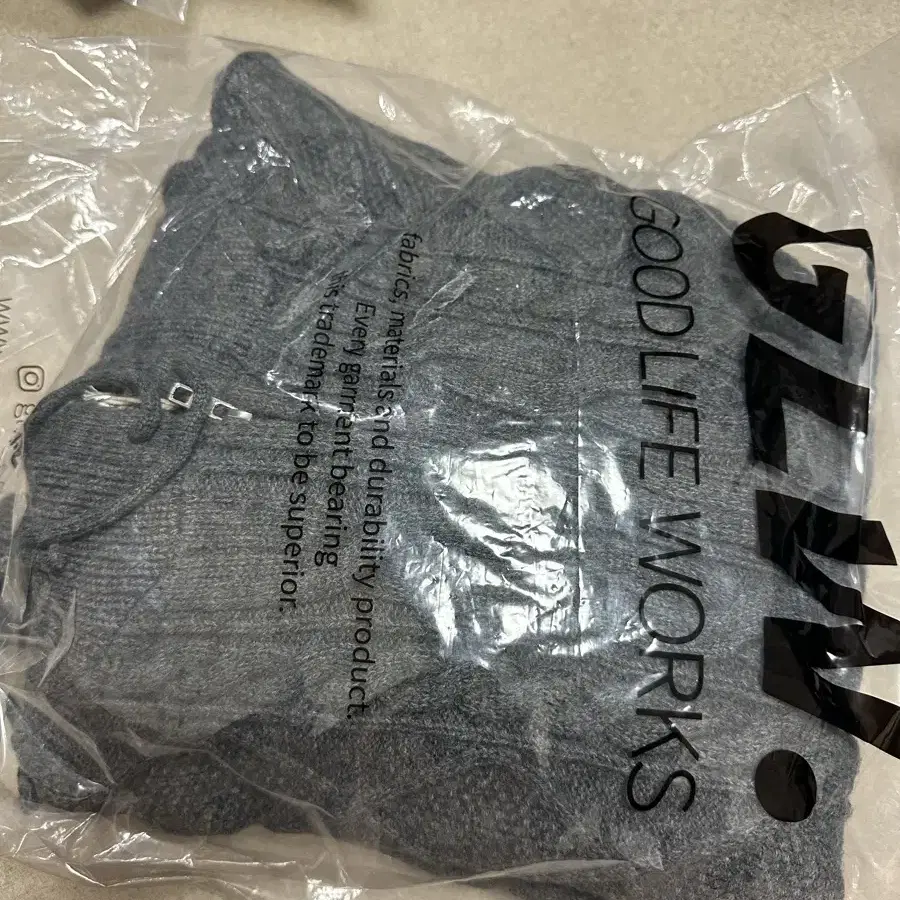 GLW.
GOOD LIFE WORKS
fabrics, materials and durability product.
Every garment bearing
this trademark to be superior.